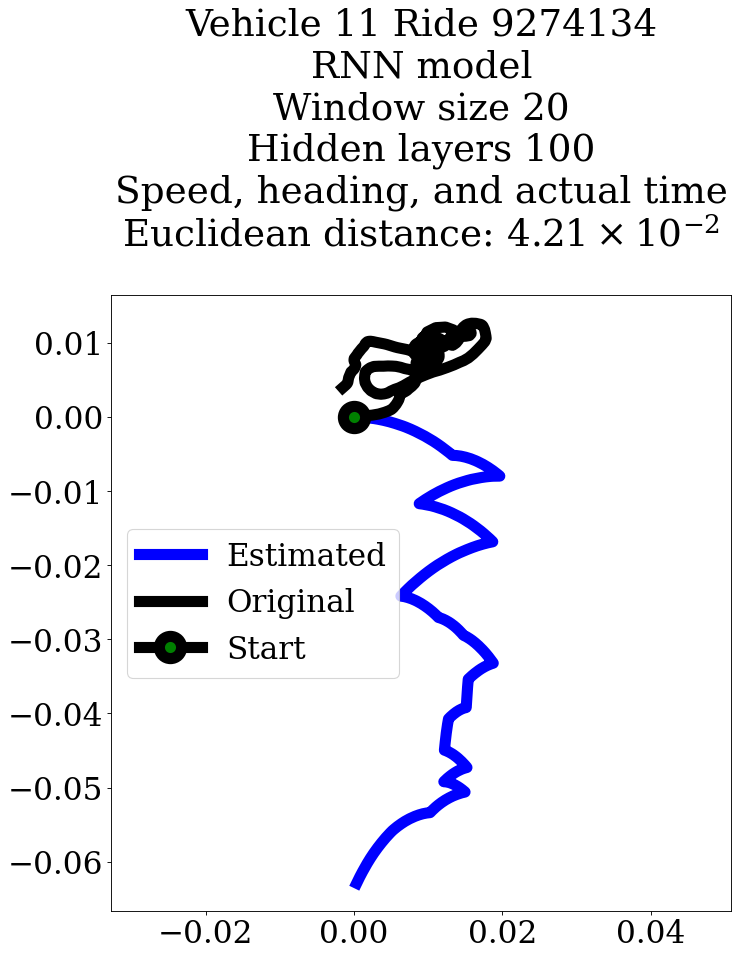 Vehicle 11 Ride 9274134
RNN model
Window size 20
Hidden layers 100
Speed, heading, and actual time
Euclidean distance: 4.21 × 10⁻²
0.01
0.00
−0.01
−0.02
−0.03
−0.04
−0.05
−0.06
Estimated
Original
Start
−0.02 0.00 0.02 0.04